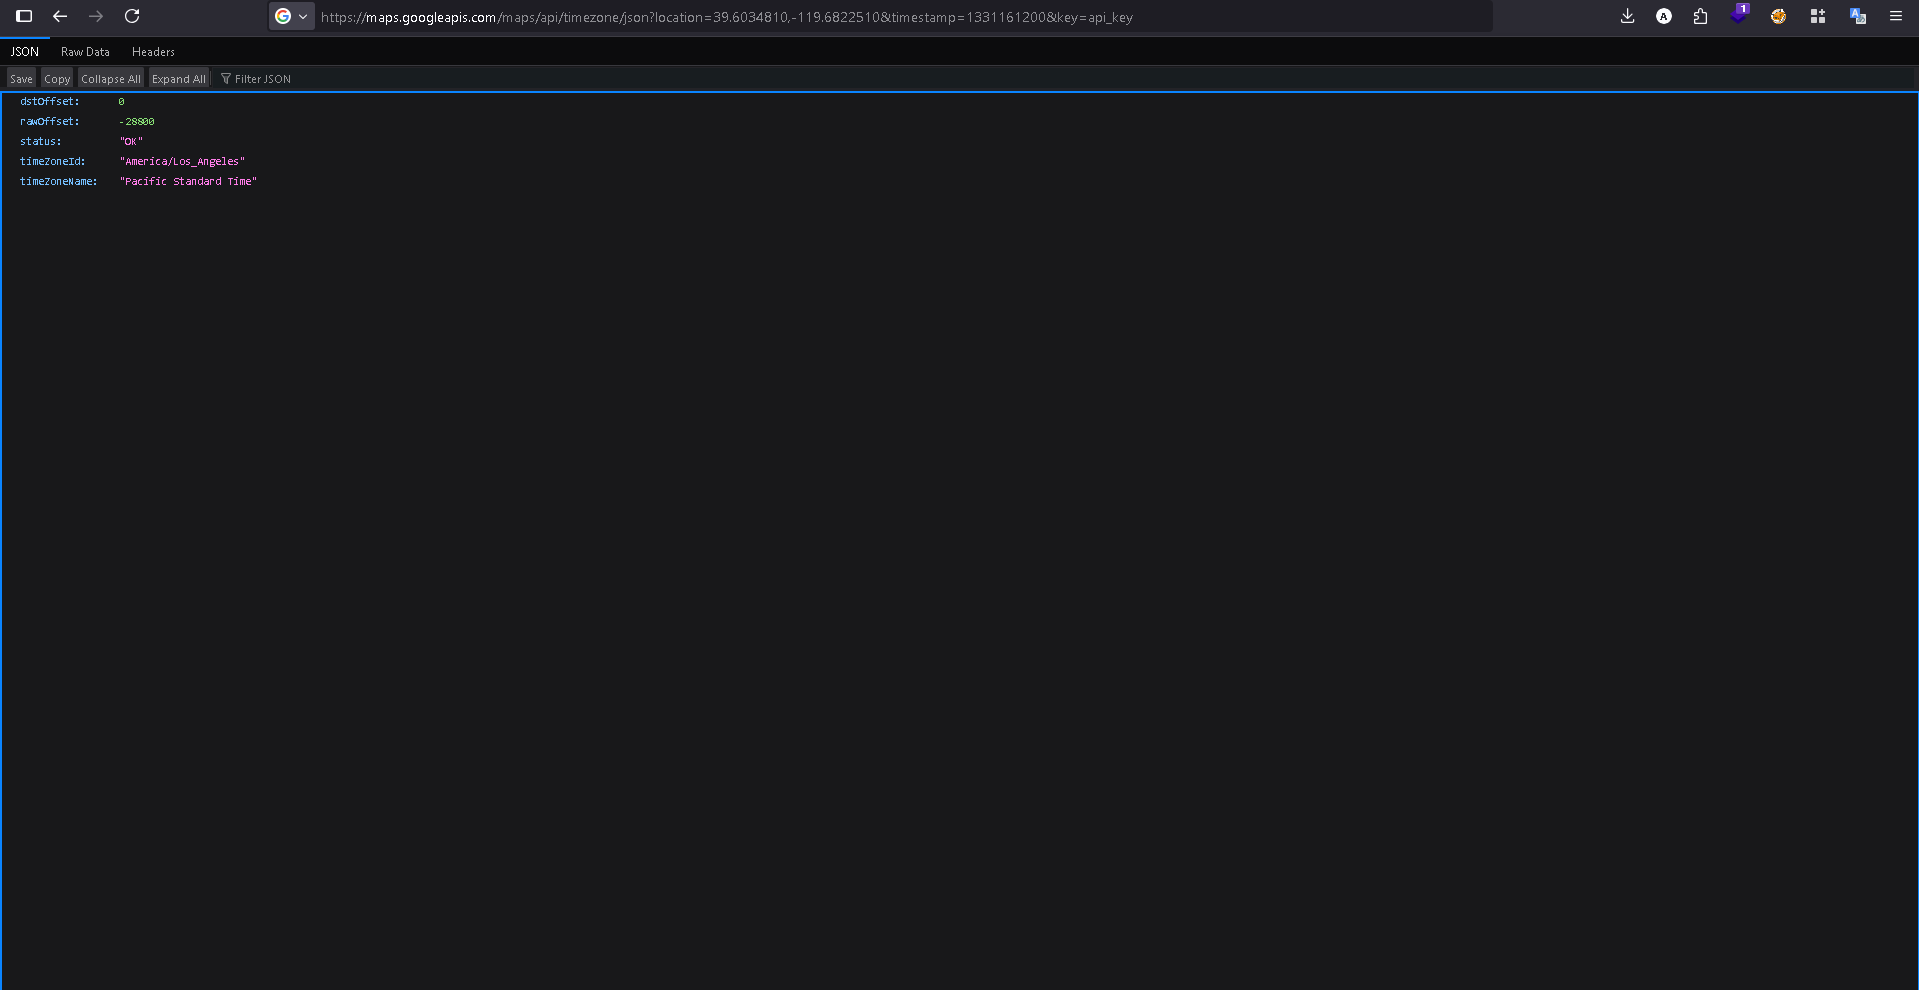 https://maps.googleapis.com/maps/api/timezone/json?location=39.6034810,-119.6822510&timestamp=1331161200&key=api_key
A
1
JSON Raw Data Headers
Save Copy Collapse All Expand All Filter JSON
dstOffset: 0
rawOffset: -28800
status: "OK"
timeZoneId: "America/Los_Angeles"
timeZoneName: "Pacific Standard Time"